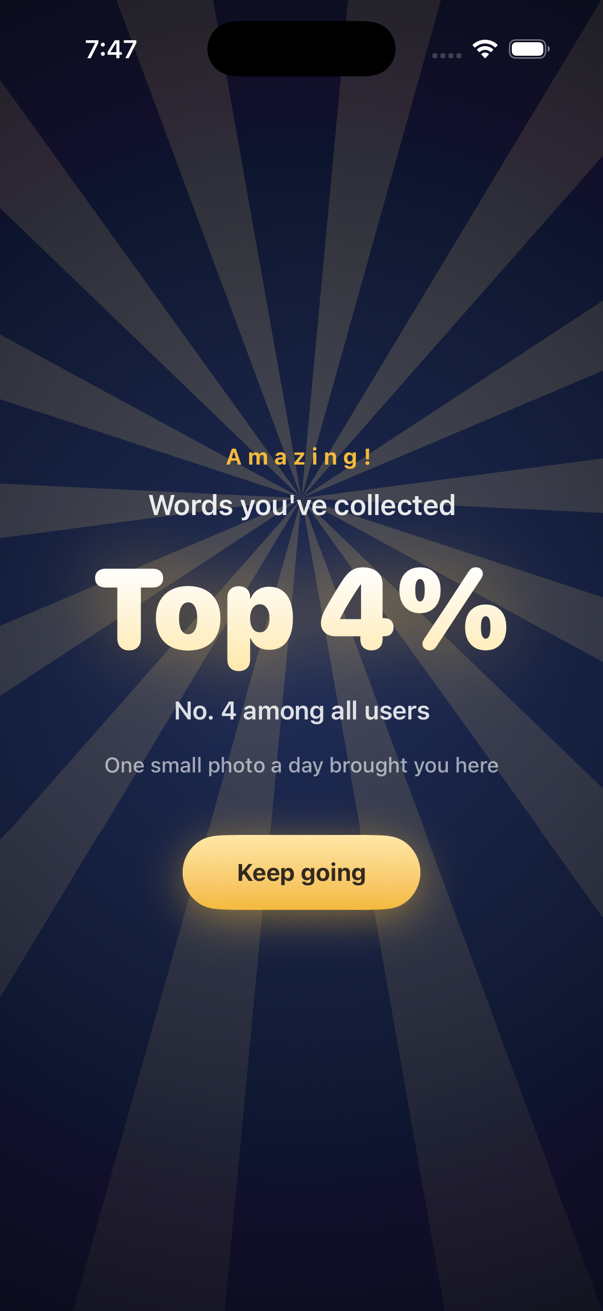 7:47
Amazing!
Words you've collected
Top 4%
No. 4 among all users
One small photo a day brought you here
Keep going